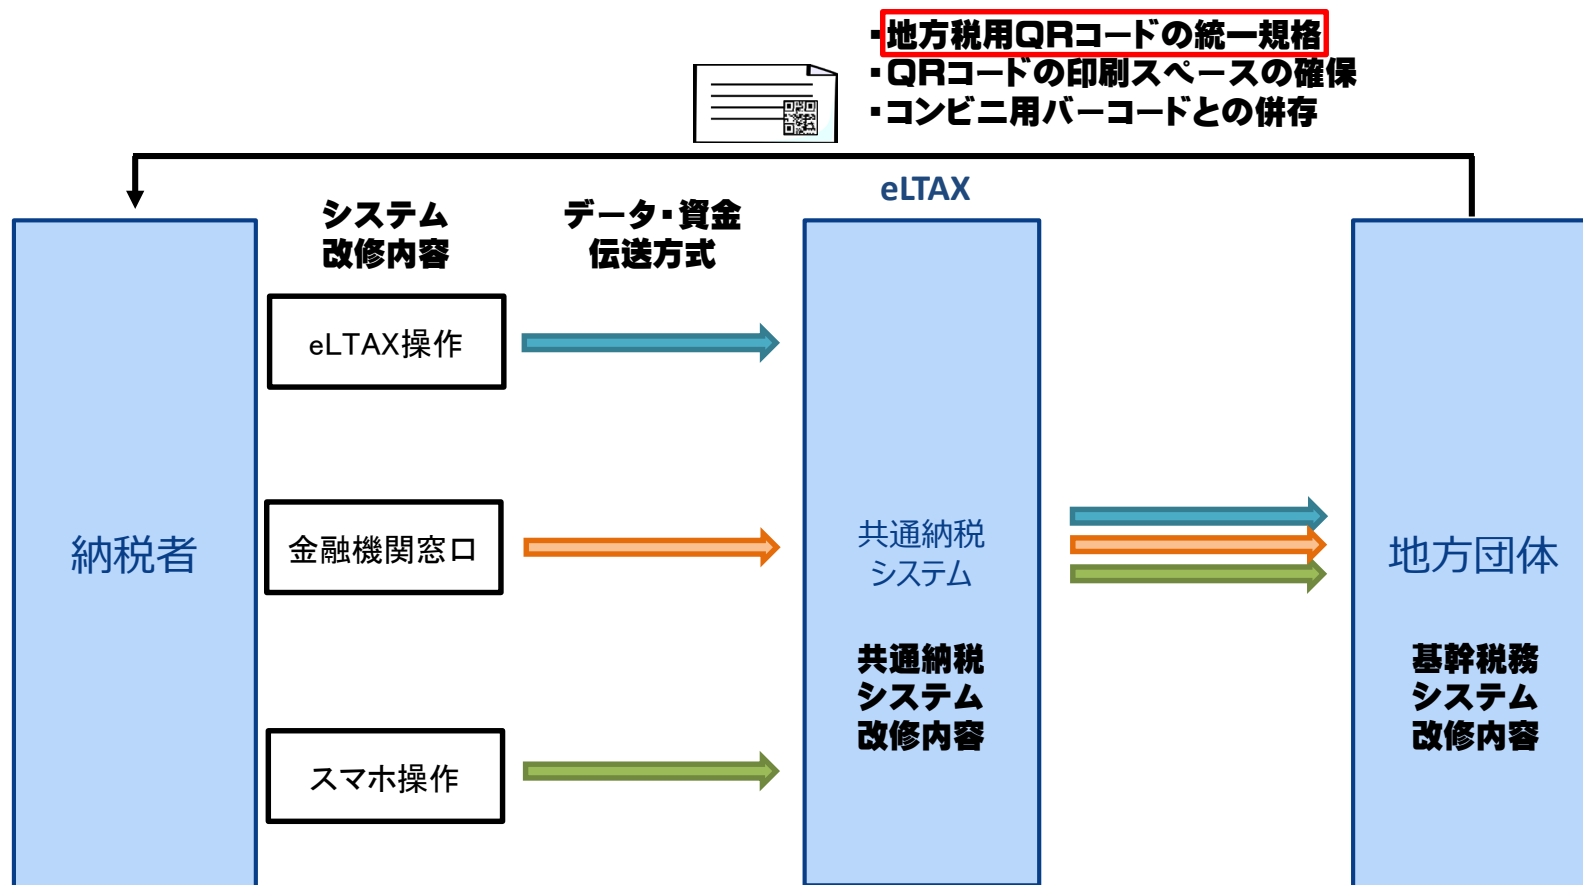 ▪地方税用QRコードの統一規格
▪QRコードの印刷スペースの確保
▪コンビニ用バーコードとの併存
eLTAX
システム
改修内容
データ▪資金
伝送方式
eLTAX操作
金融機関窓口
スマホ操作
納税者
共通納税
システム
共通納税
システム
改修内容
地方団体
基幹税務
システム
改修内容